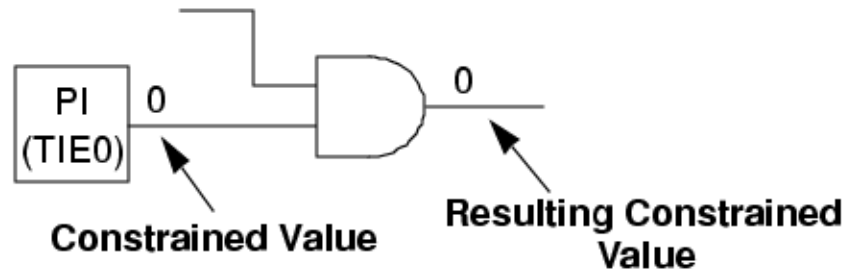 PI
(TIE0)
0
0
Constrained Value
Resulting Constrained
Value